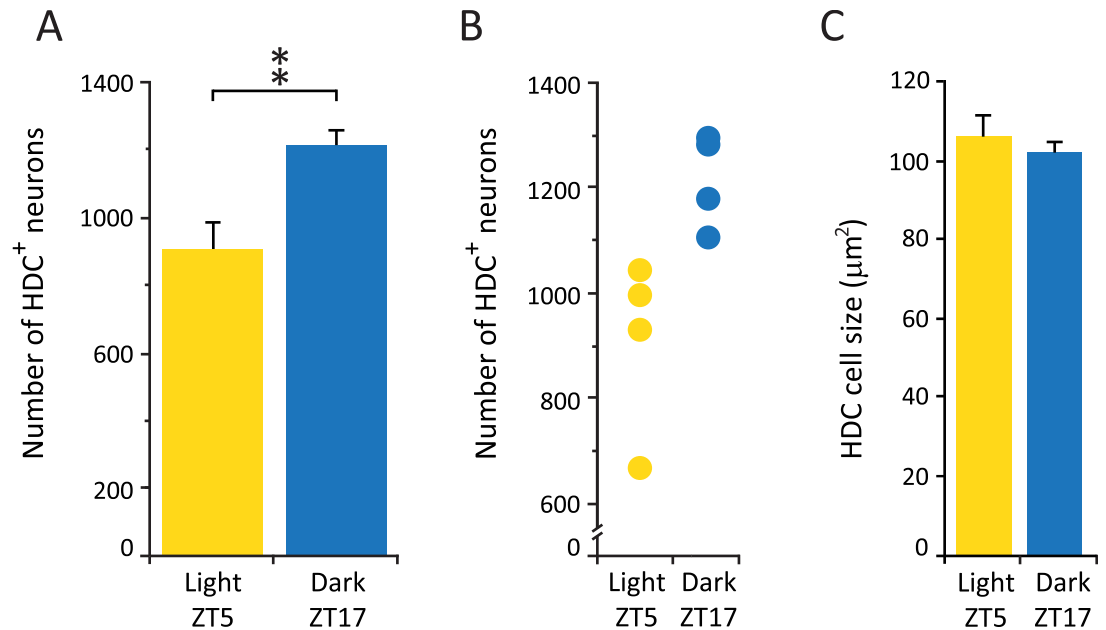 A
Number of HDC+ neurons
1400
1000
600
200
0
**
Light
ZT5
Dark
ZT17
B
Number of HDC+ neurons
1400
1200
1000
800
600
0
Light
ZT5
Dark
ZT17
C
HDC cell size (μm²)
120
100
80
60
40
20
0
Light
ZT5
Dark
ZT17